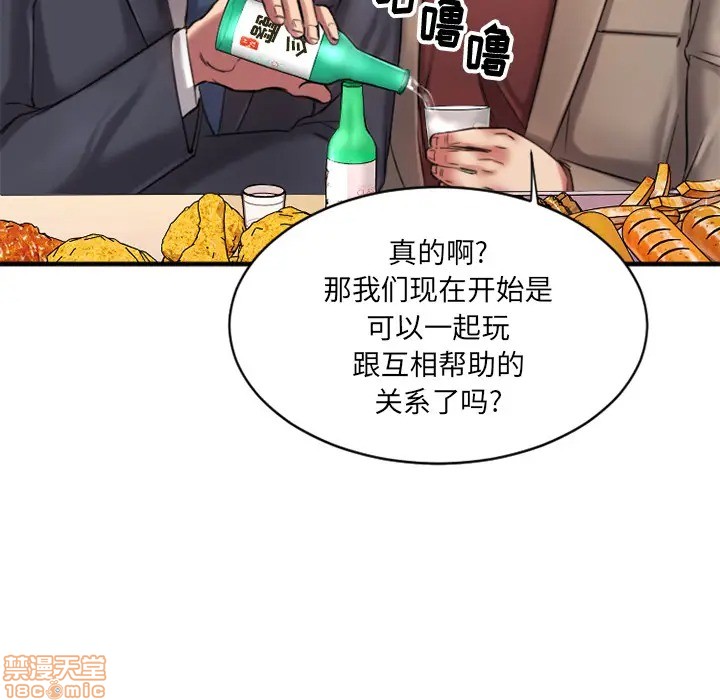 咕噜噜
真的啊?
那我们现在开始是
可以一起玩
跟互相帮助的
关系了吗?
禁漫天堂
18comic